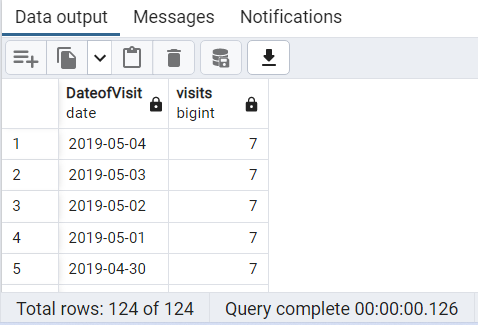 Data output Messages Notifications
DateofVisit visits
date bigint
1 2019-05-04 7
2 2019-05-03 7
3 2019-05-02 7
4 2019-05-01 7
5 2019-04-30 7
Total rows: 124 of 124 Query complete 00:00:00.126